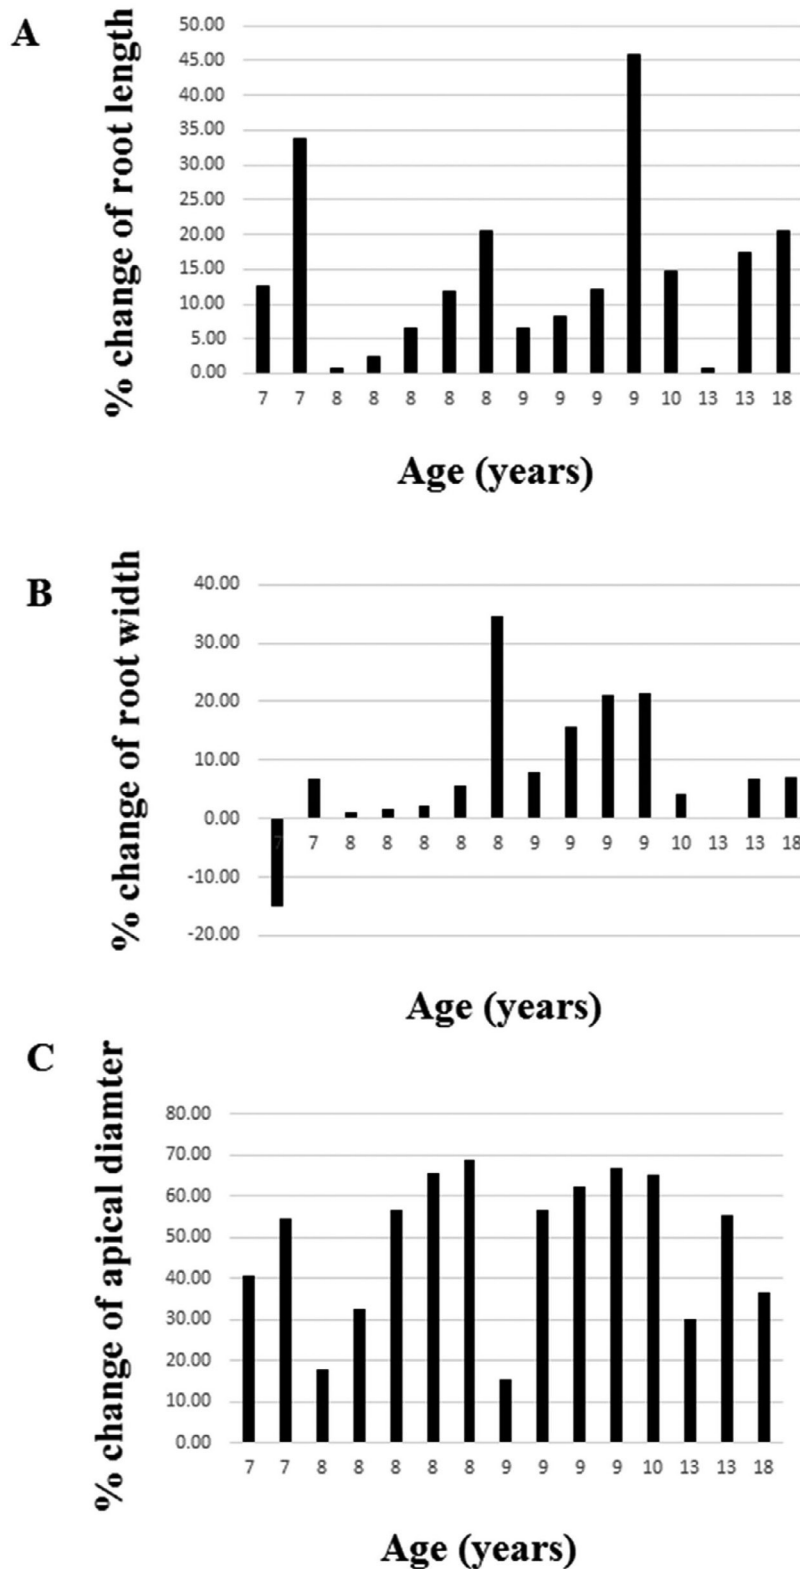 A
% change of root length
50.00
45.00
40.00
35.00
30.00
25.00
20.00
15.00
10.00
5.00
0.00
7 7 8 8 8 8 8 9 9 9 9 10 13 13 18
Age (years)
B
% change of root width
40.00
30.00
20.00
10.00
0.00
-10.00
-20.00
7 7 8 8 8 8 8 9 9 9 9 10 13 13 18
Age (years)
C
% change of apical diamter
80.00
70.00
60.00
50.00
40.00
30.00
20.00
10.00
0.00
7 7 8 8 8 8 8 9 9 9 9 10 13 13 18
Age (years)